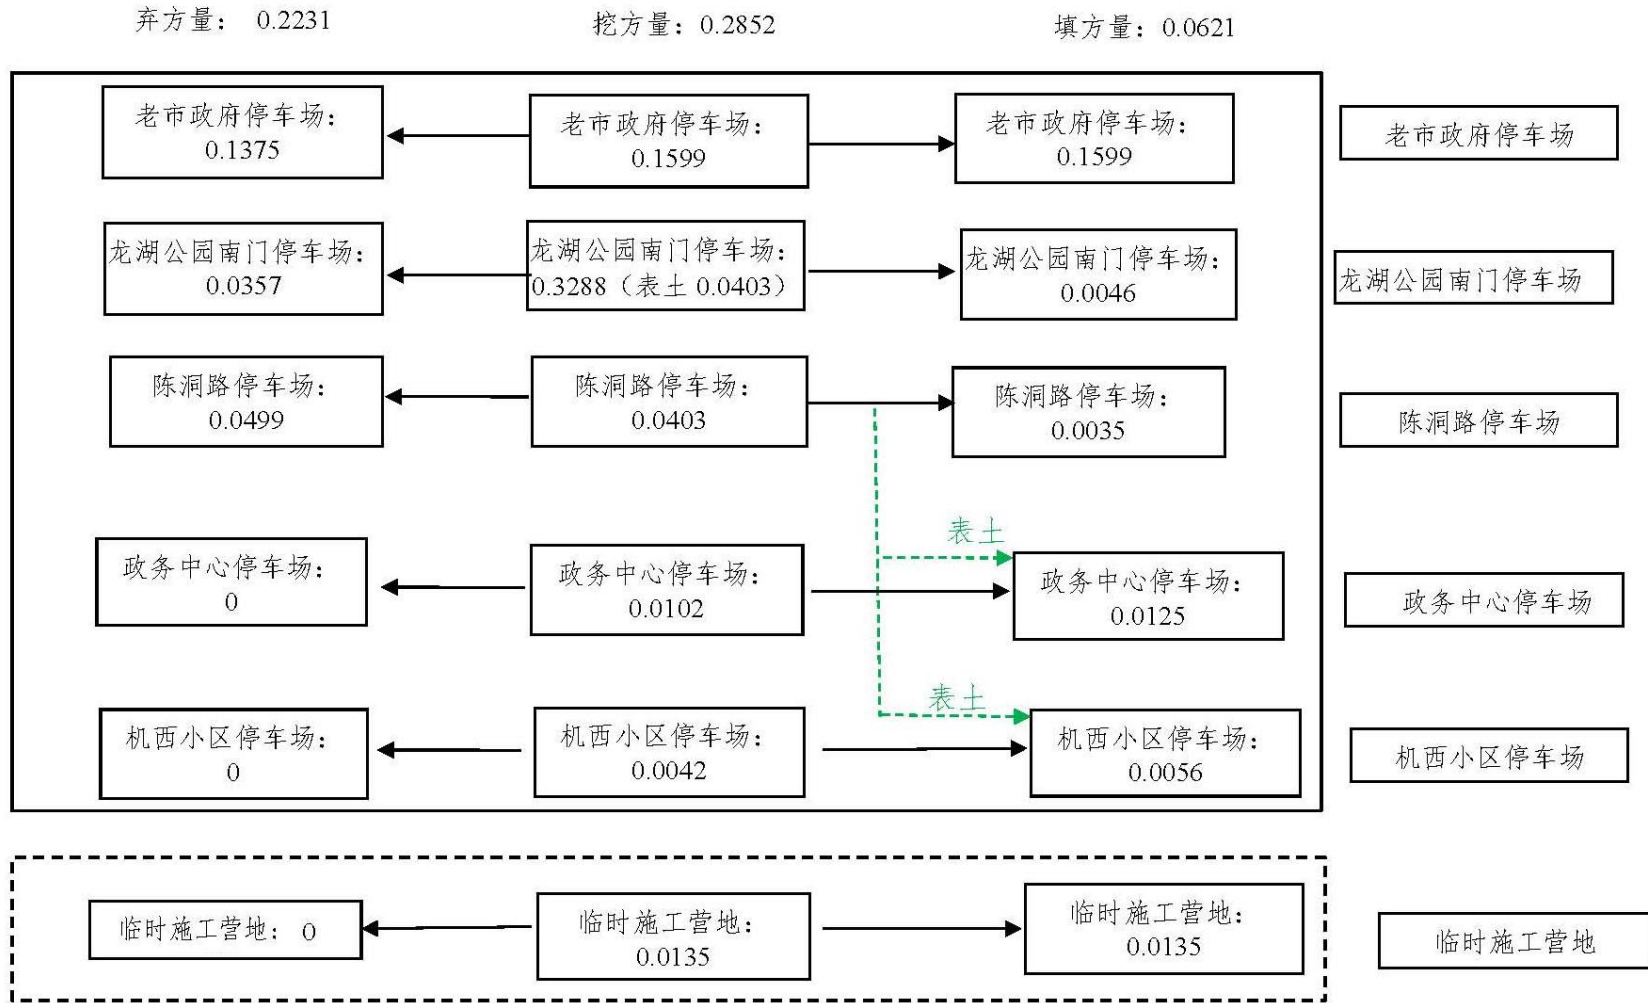 弃方量： 0.2231
挖方量：0.2852
填方量：0.0621
老市政府停车场：
0.1375
老市政府停车场：
0.1599
老市政府停车场：
0.1599
老市政府停车场
龙湖公园南门停车场：
0.0357
龙湖公园南门停车场：
0.3288（表土 0.0403）
龙湖公园南门停车场：
0.0046
龙湖公园南门停车场
陈洞路停车场：
0.0499
陈洞路停车场：
0.0403
陈洞路停车场：
0.0035
陈洞路停车场
表土
政务中心停车场：
0
政务中心停车场：
0.0102
政务中心停车场：
0.0125
政务中心停车场
表土
机西小区停车场：
0
机西小区停车场：
0.0042
机西小区停车场：
0.0056
机西小区停车场
临时施工营地： 0
临时施工营地：
0.0135
临时施工营地：
0.0135
临时施工营地